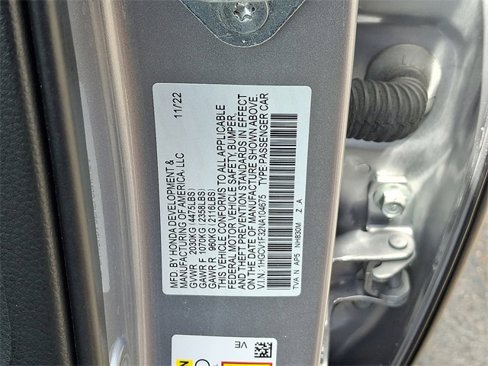 MFD. BY HONDA DEVELOPMENT & 11/22
MANUFACTURING OF AMERICA, LLC
GVWR 2030KG (4475LBS)
GAWR F 1070KG (2358LBS)
GAWR R 960KG (2116LBS)
THIS VEHICLE CONFORMS TO ALL APPLICABLE
FEDERAL MOTOR VEHICLE SAFETY, BUMPER,
AND THEFT PREVENTION STANDARDS IN EFFECT
ON THE DATE OF MANUFACTURE SHOWN ABOVE.
V.I.N.: 1HGCV1F32NA104675 TYPE:PASSENGER CAR
TVA N AP5 NH830M Z A
VE